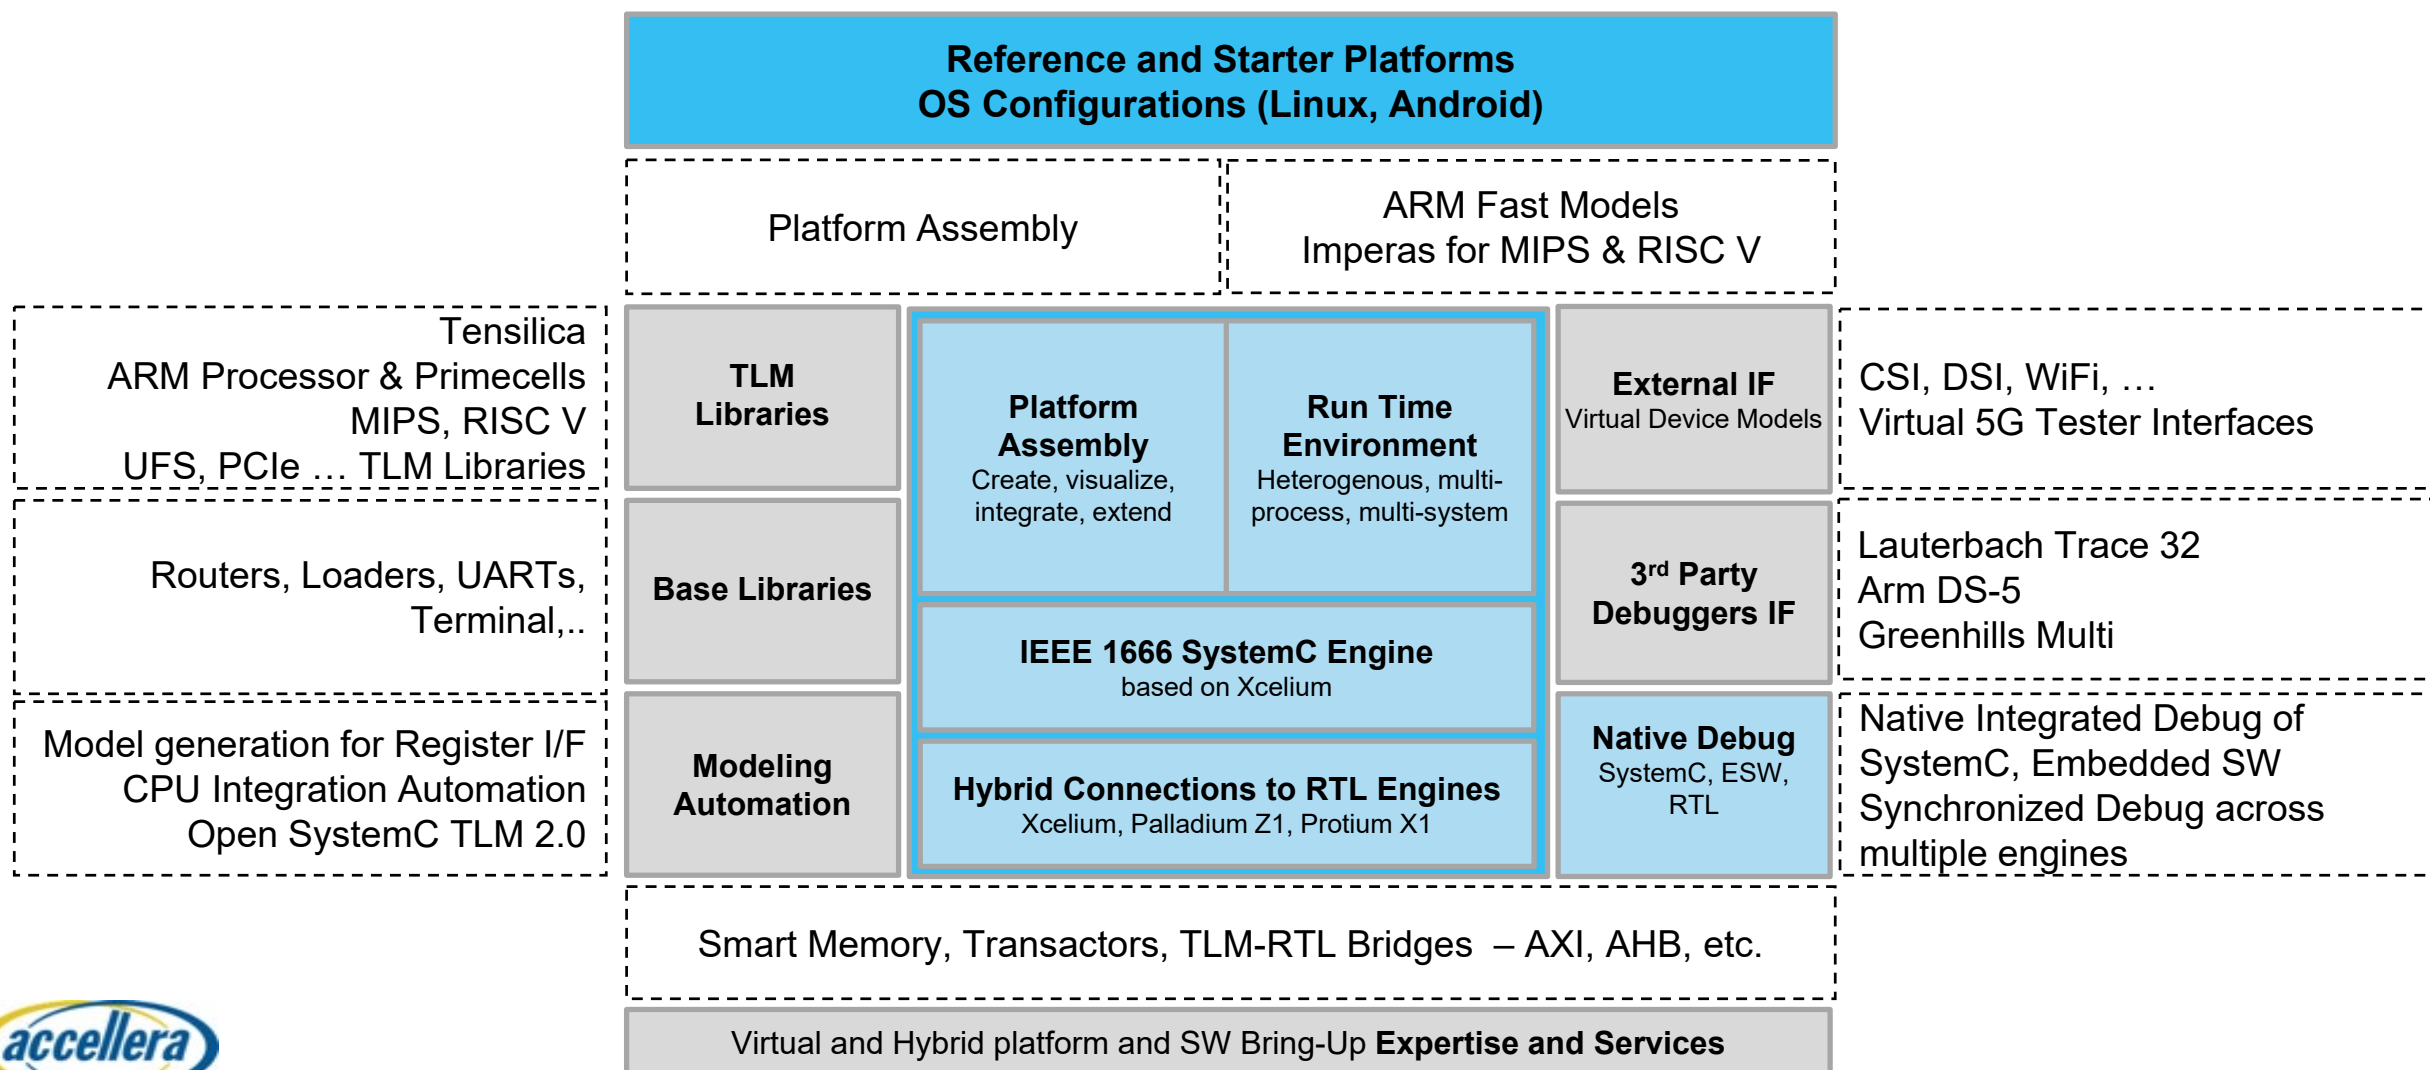 Reference and Starter Platforms
OS Configurations (Linux, Android)
Platform Assembly
ARM Fast Models
Imperas for MIPS & RISC V
Tensilica
ARM Processor & Primecells
MIPS, RISC V
UFS, PCIe … TLM Libraries
TLM
Libraries
Platform
Assembly
Create, visualize,
integrate, extend
Run Time
Environment
Heterogenous, multi-
process, multi-system
External IF
Virtual Device Models
CSI, DSI, WiFi, …
Virtual 5G Tester Interfaces
Routers, Loaders, UARTs,
Terminal,..
Base Libraries
3rd Party
Debuggers IF
Lauterbach Trace 32
Arm DS-5
Greenhills Multi
IEEE 1666 SystemC Engine
based on Xcelium
Model generation for Register I/F
CPU Integration Automation
Open SystemC TLM 2.0
Modeling
Automation
Hybrid Connections to RTL Engines
Xcelium, Palladium Z1, Protium X1
Native Debug
SystemC, ESW,
RTL
Native Integrated Debug of
SystemC, Embedded SW
Synchronized Debug across
multiple engines
Smart Memory, Transactors, TLM-RTL Bridges – AXI, AHB, etc.
Virtual and Hybrid platform and SW Bring-Up Expertise and Services
accellera